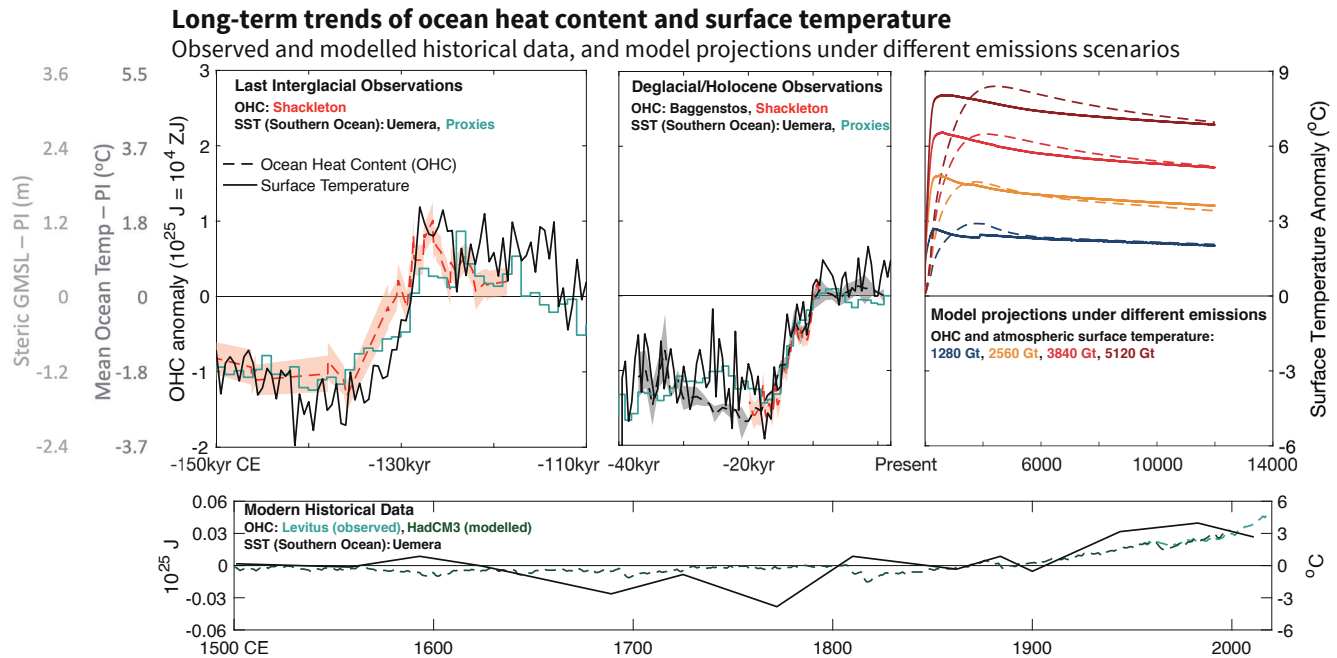 Long-term trends of ocean heat content and surface temperature
Observed and modelled historical data, and model projections under different emissions scenarios
Steric GMSL – PI (m)
3.6
2.4
1.2
0
-1.2
-2.4
Mean Ocean Temp – PI (ºC)
5.5
3.7
1.8
0
-1.8
-3.7
OHC anomaly (10²⁵ J = 10⁴ ZJ)
3
2
1
0
-1
-2
Last Interglacial Observations
OHC: Shackleton
SST (Southern Ocean): Uemera, Proxies
Ocean Heat Content (OHC)
Surface Temperature
-150kyr CE
-130kyr
-110kyr
Deglacial/Holocene Observations
OHC: Baggenstos, Shackleton
SST (Southern Ocean): Uemera, Proxies
-40kyr
-20kyr
Present
Model projections under different emissions
OHC and atmospheric surface temperature:
1280 Gt, 2560 Gt, 3840 Gt, 5120 Gt
6000
10000
14000
9
6
3
0
-3
-6
Surface Temperature Anomaly (ºC)
Modern Historical Data
OHC: Levitus (observed), HadCM3 (modelled)
SST (Southern Ocean): Uemera
10²⁵ J
0.06
0.03
0
-0.03
-0.06
1500 CE
1600
1700
1800
1900
2000
6
3
0
-3
-6
ºC